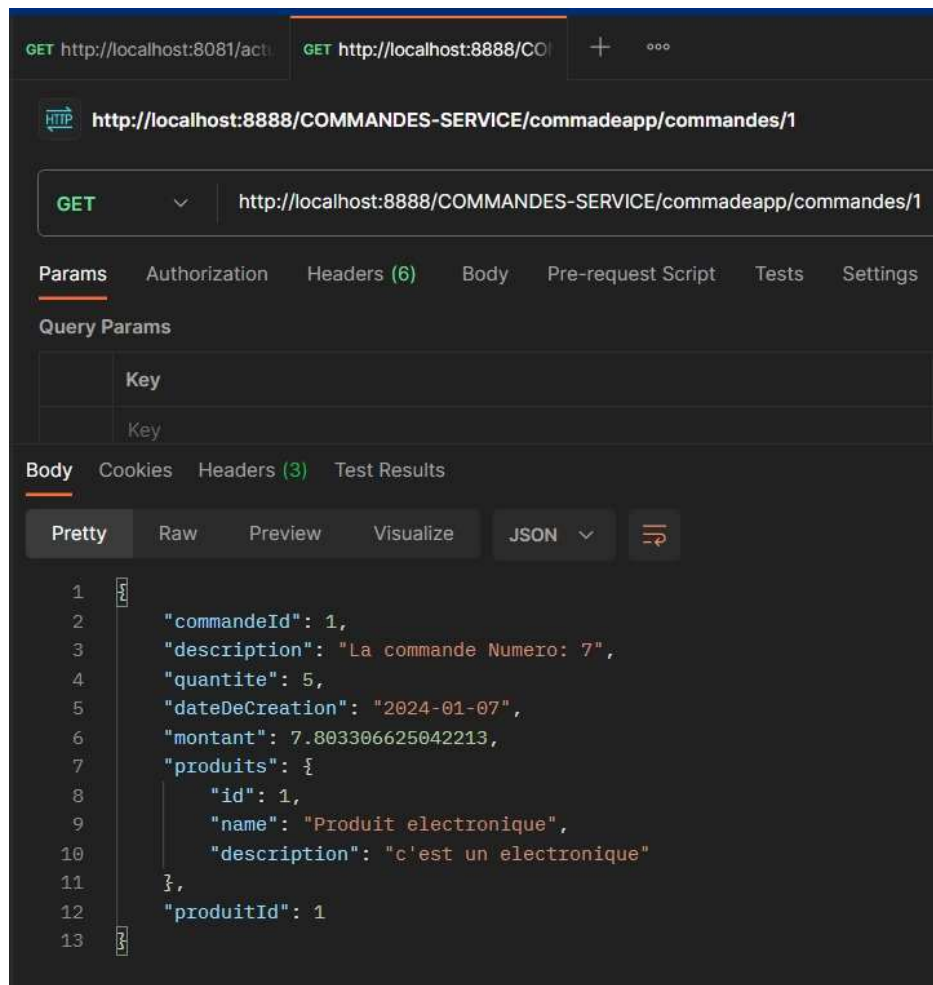 GET http://localhost:8081/actu GET http://localhost:8888/CO
HTTP http://localhost:8888/COMMANDES-SERVICE/commadeapp/commandes/1
GET http://localhost:8888/COMMANDES-SERVICE/commadeapp/commandes/1
Params Authorization Headers (6) Body Pre-request Script Tests Settings
Query Params
Key
Key
Body Cookies Headers (3) Test Results
Pretty Raw Preview Visualize JSON
1 {
2 "commandeId": 1,
3 "description": "La commande Numero: 7",
4 "quantite": 5,
5 "dateDeCreation": "2024-01-07",
6 "montant": 7.803306625042213,
7 "produits": {
8 "id": 1,
9 "name": "Produit electronique",
10 "description": "c'est un electronique"
11 },
12 "produitId": 1
13 }